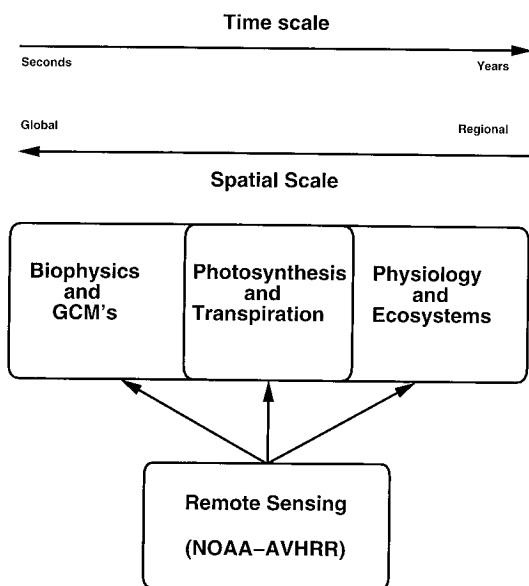 Time scale
Seconds
Years
Global
Regional
Spatial Scale
Biophysics
and
GCM's
Photosynthesis
and
Transpiration
Physiology
and
Ecosystems
Remote Sensing
(NOAA–AVHRR)